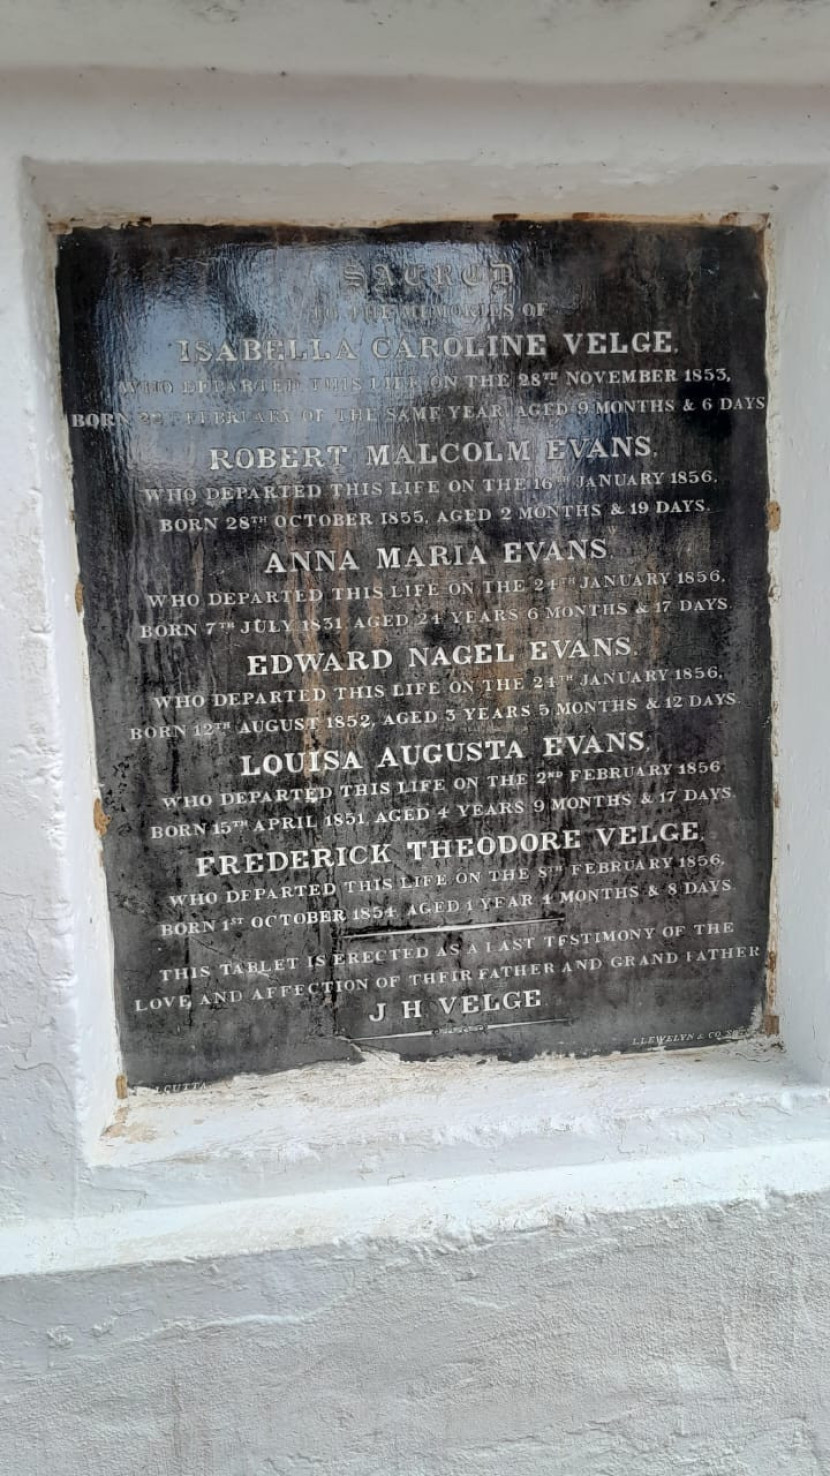 SACRED
TO THE MEMORIES OF
ISABELLA CAROLINE VELGE,
WHO DEPARTED THIS LIFE ON THE 28TH NOVEMBER 1853,
BORN 22ND FEBRUARY OF THE SAME YEAR, AGED 9 MONTHS & 6 DAYS
ROBERT MALCOLM EVANS,
WHO DEPARTED THIS LIFE ON THE 16TH JANUARY 1856,
BORN 28TH OCTOBER 1855, AGED 2 MONTHS & 19 DAYS.
ANNA MARIA EVANS
WHO DEPARTED THIS LIFE ON THE 24TH JANUARY 1856,
BORN 7TH JULY 1831 AGED 24 YEARS 6 MONTHS & 17 DAYS.
EDWARD NAGEL EVANS.
WHO DEPARTED THIS LIFE ON THE 24TH JANUARY 1856,
BORN 12TH AUGUST 1852, AGED 3 YEARS 5 MONTHS & 12 DAYS
LOUISA AUGUSTA EVANS,
WHO DEPARTED THIS LIFE ON THE 2ND FEBRUARY 1856
BORN 15TH APRIL 1851, AGED 4 YEARS 9 MONTHS & 17 DAYS.
FREDERICK THEODORE VELGE,
WHO DEPARTED THIS LIFE ON THE 8TH FEBRUARY 1856,
BORN 1ST OCTOBER 1854 AGED 1 YEAR 4 MONTHS & 8 DAYS
THIS TABLET IS ERECTED AS A LAST TESTIMONY OF THE
LOVE, AND AFFECTION OF THEIR FATHER AND GRAND FATHER
J H VELGE
LLEWELYN & CO